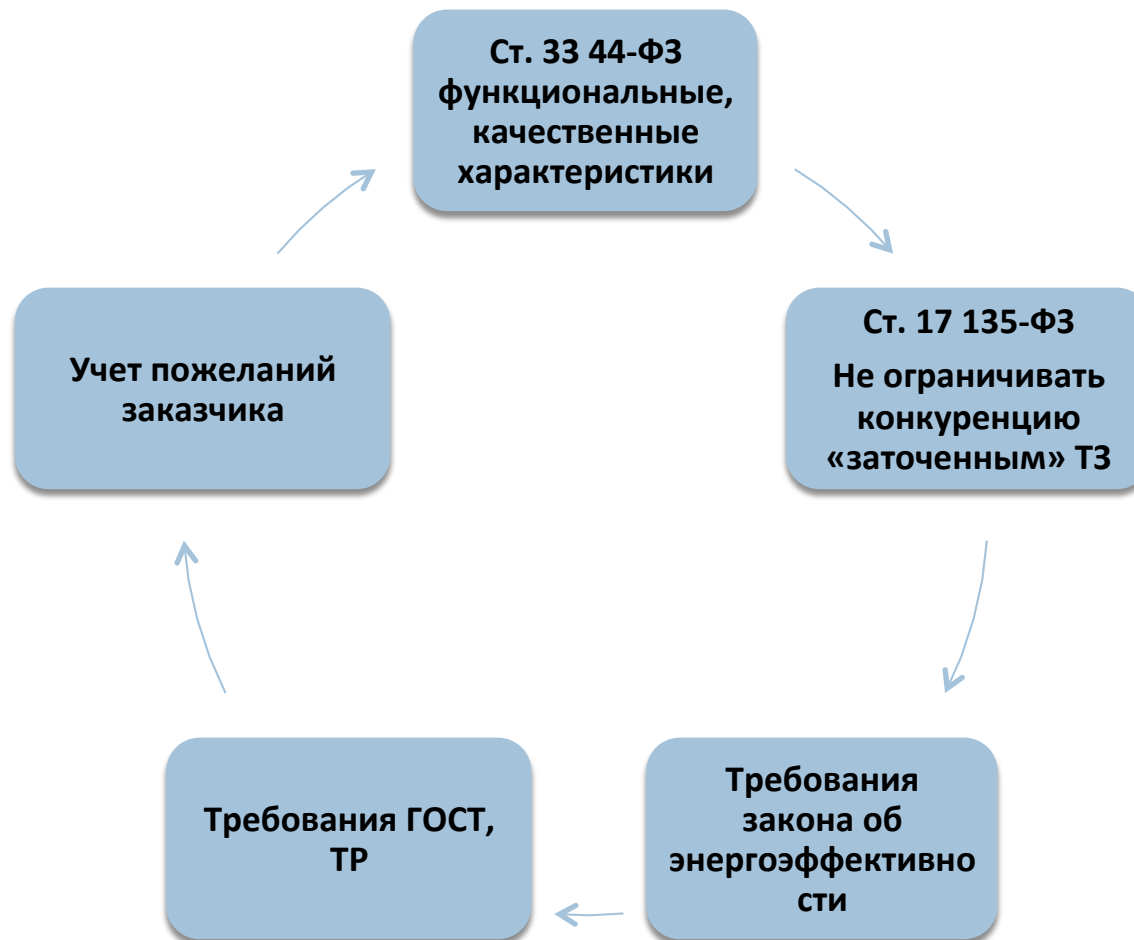 Ст. 33 44-ФЗ
функциональные,
качественные
характеристики
Ст. 17 135-ФЗ
Не ограничивать
конкуренцию
«заточенным» ТЗ
Требования
закона об
энергоэффективно
сти
Требования ГОСТ,
ТР
Учет пожеланий
заказчика